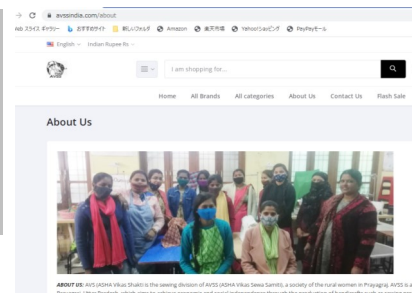 avssindia.com/about
Web スライス ギャラリー おすすめサイト 新しいフォルダ Amazon 楽天市場 Yahoo!ショッピング PayPayモール
English Indian Rupee Rs
AVSS
I am shopping for...
Home All Brands All categories About Us Contact Us Flash Sale
About Us
ABOUT US: AVS (ASHA Vikas Shakti is the sewing division of AVSS (ASHA Vikas Sewa Samiti), a society of the rural women in Prayagraj. AVSS is a